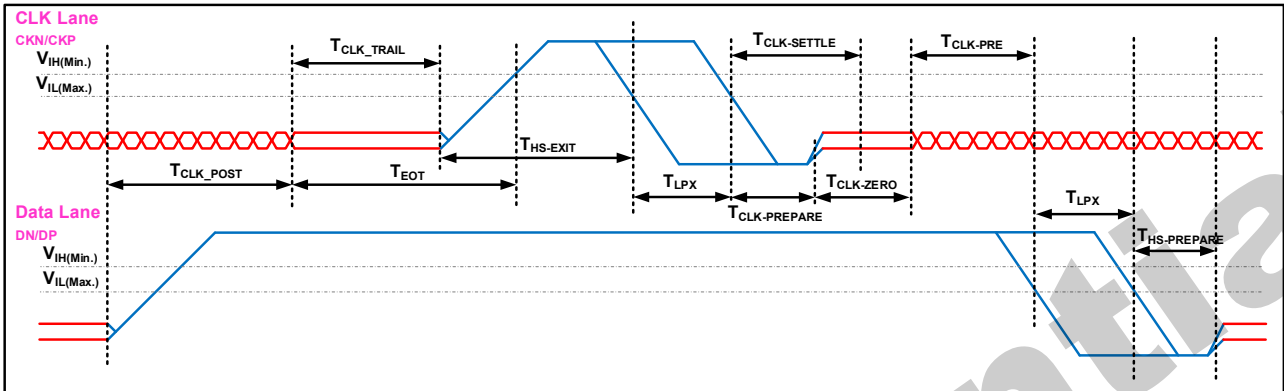 CLK Lane
CKN/CKP
VIH(Min.)
VIL(Max.)
TCLK_TRAIL
TCLK-SETTLE
TCLK-PRE
THS-EXIT
TCLK_POST
TEOT
TLPX
TCLK-ZERO
TCLK-PREPARE
TLPX
THS-PREPARE
Data Lane
DN/DP
VIH(Min.)
VIL(Max.)